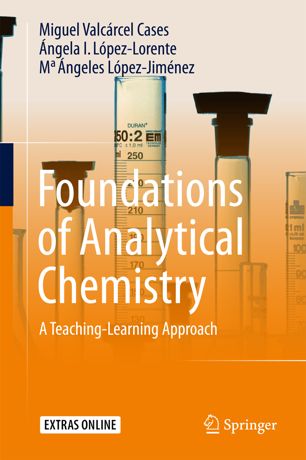 Miguel Valcárcel Cases
Ángela I. López-Lorente
Mª Ángeles López-Jiménez
DURAN®
50:2 EM
250
Foundations
of Analytical
Chemistry
A Teaching-Learning Approach
EXTRAS ONLINE
Springer